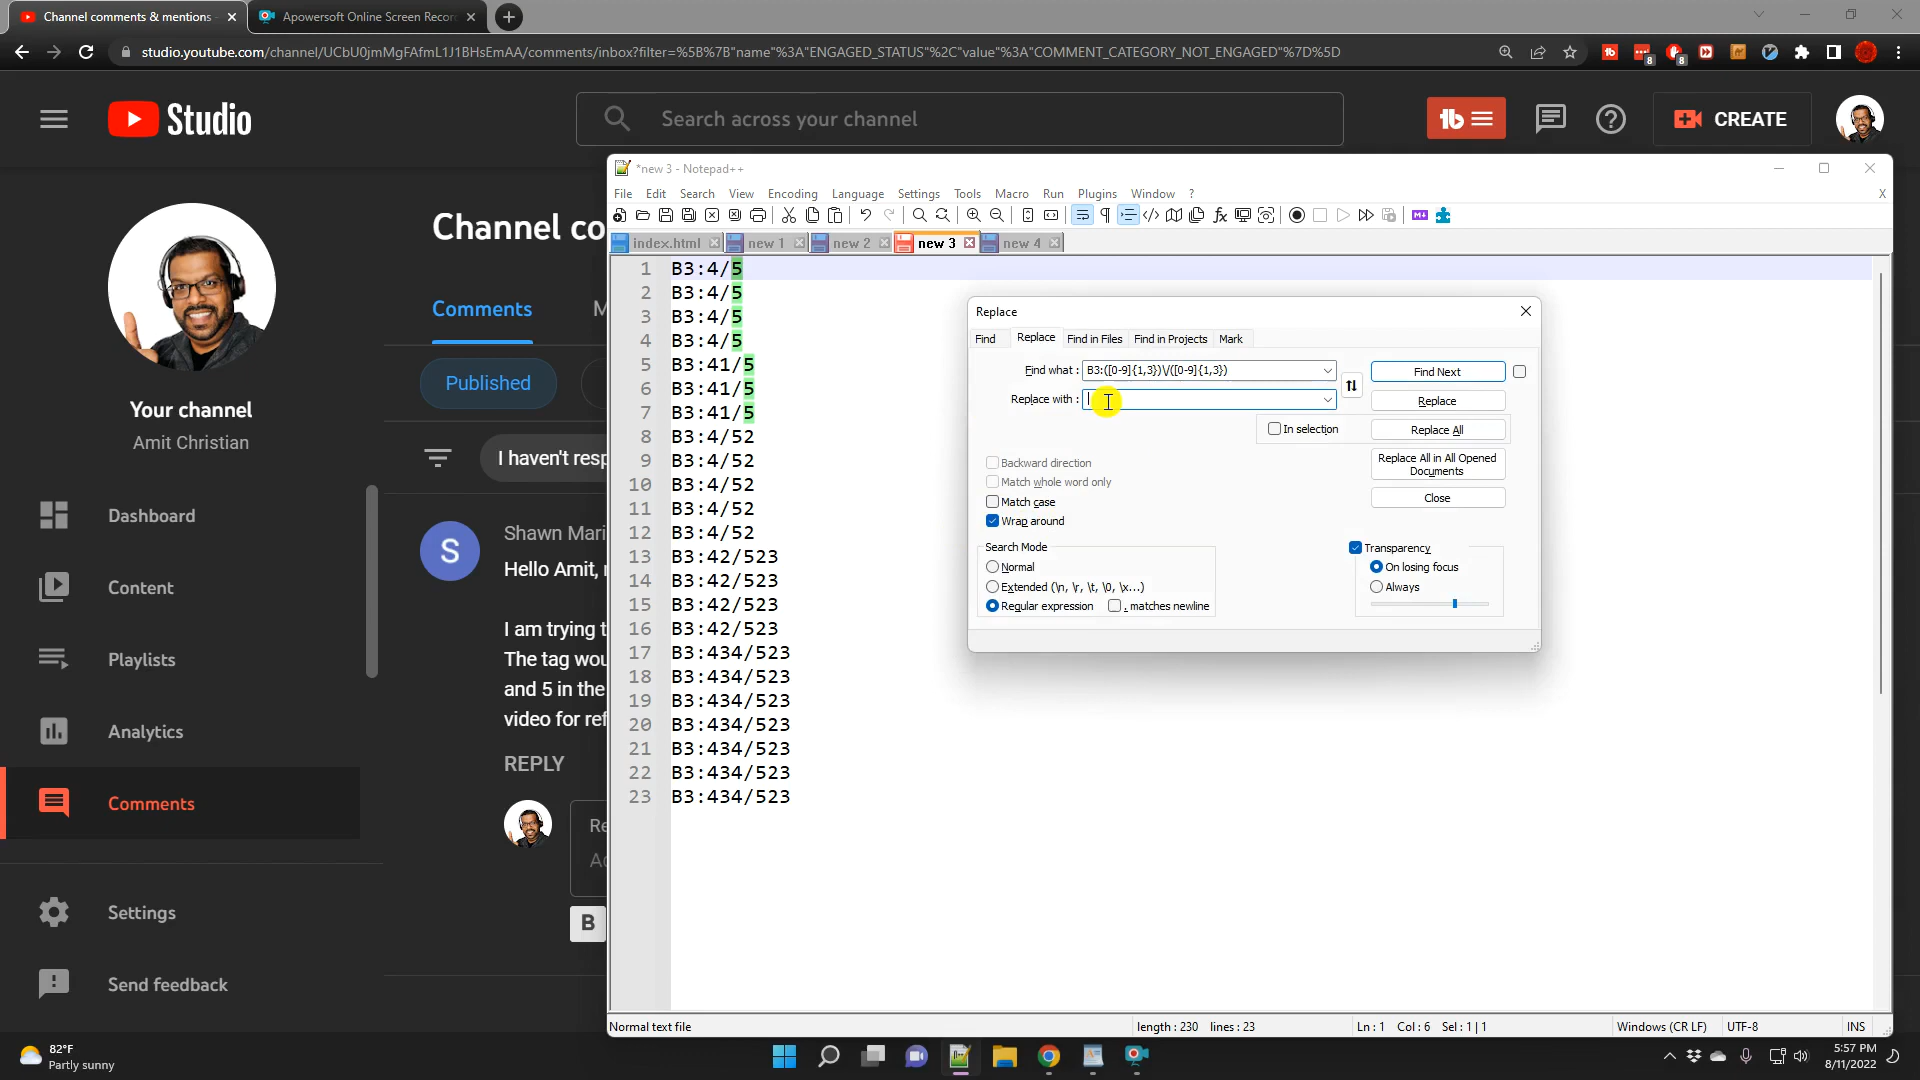 Channel comments & mentions -
Apowersoft Online Screen Recor
studio.youtube.com/channel/UCbU0jmMgFAfmL1J1BHsEmAA/comments/inbox?filter=%5B%7B"name"%3A"ENGAGED_STATUS"%2C"value"%3A"COMMENT_CATEGORY_NOT_ENGAGED"%7D%5D
8
8
Studio
Search across your channel
tb
CREATE
Your channel
Amit Christian
Dashboard
Content
Playlists
Analytics
Comments
Settings
Send feedback
Channel co
Comments
M
Published
I haven't resp
S
Shawn Mari
Hello Amit,
I am trying t
The tag wou
and 5 in the
video for ref
REPLY
Re
Ac
B
*new 3 - Notepad++
File Edit Search View Encoding Language Settings Tools Macro Run Plugins Window ?
X
index.html new 1 new 2 new 3 new 4
1 B3:4/5
2 B3:4/5
3 B3:4/5
4 B3:4/5
5 B3:41/5
6 B3:41/5
7 B3:41/5
8 B3:4/52
9 B3:4/52
10 B3:4/52
11 B3:4/52
12 B3:4/52
13 B3:42/523
14 B3:42/523
15 B3:42/523
16 B3:42/523
17 B3:434/523
18 B3:434/523
19 B3:434/523
20 B3:434/523
21 B3:434/523
22 B3:434/523
23 B3:434/523
Replace
Find Replace Find in Files Find in Projects Mark
Find what : B3:([0-9]{1,3})\/([0-9]{1,3})
Find Next
Replace with :
Replace
In selection
Replace All
Backward direction
Replace All in All Opened
Documents
Match whole word only
Match case
Close
Wrap around
Search Mode
Transparency
Normal
On losing focus
Extended (\n, \r, \t, \0, \x...)
Always
Regular expression . matches newline
Normal text file
length : 230 lines : 23
Ln : 1 Col : 6 Sel : 1 | 1
Windows (CR LF)
UTF-8
INS
82°F
Partly sunny
5:57 PM
8/11/2022